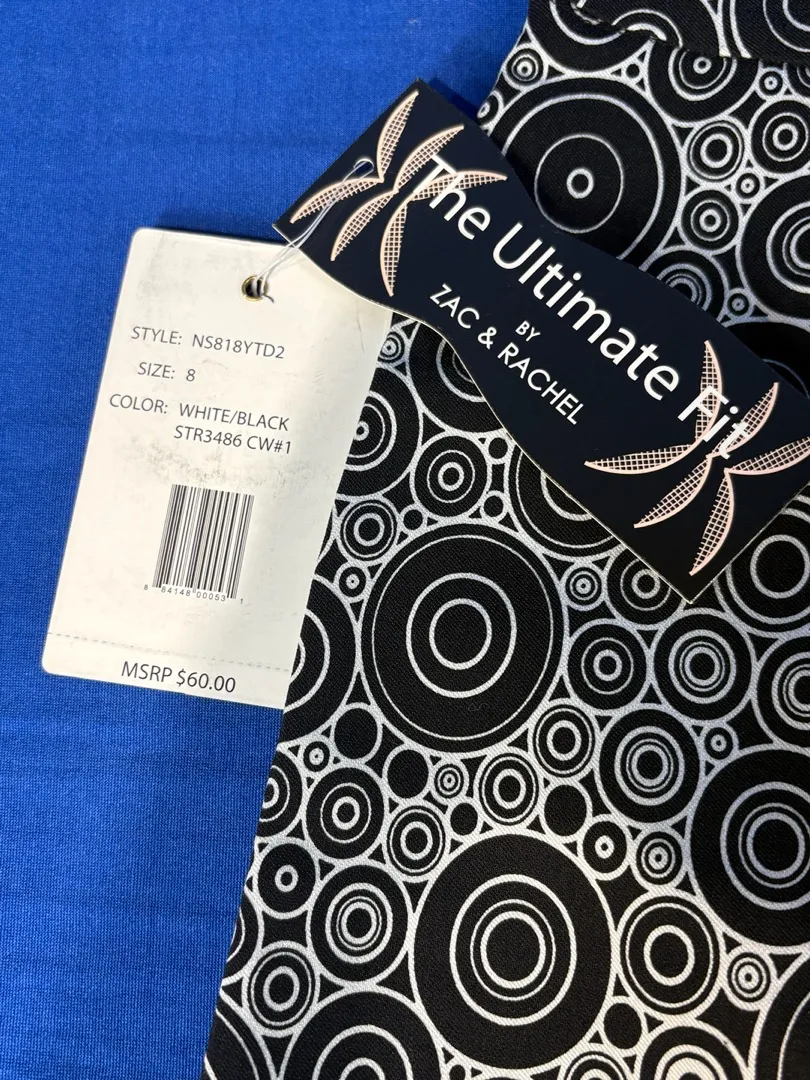 The Ultimate Fit
BY
ZAC & RACHEL
STYLE: NS818YTD2
SIZE: 8
COLOR: WHITE/BLACK
STR3486 CW#1
8 84148 00053 1
MSRP $60.00